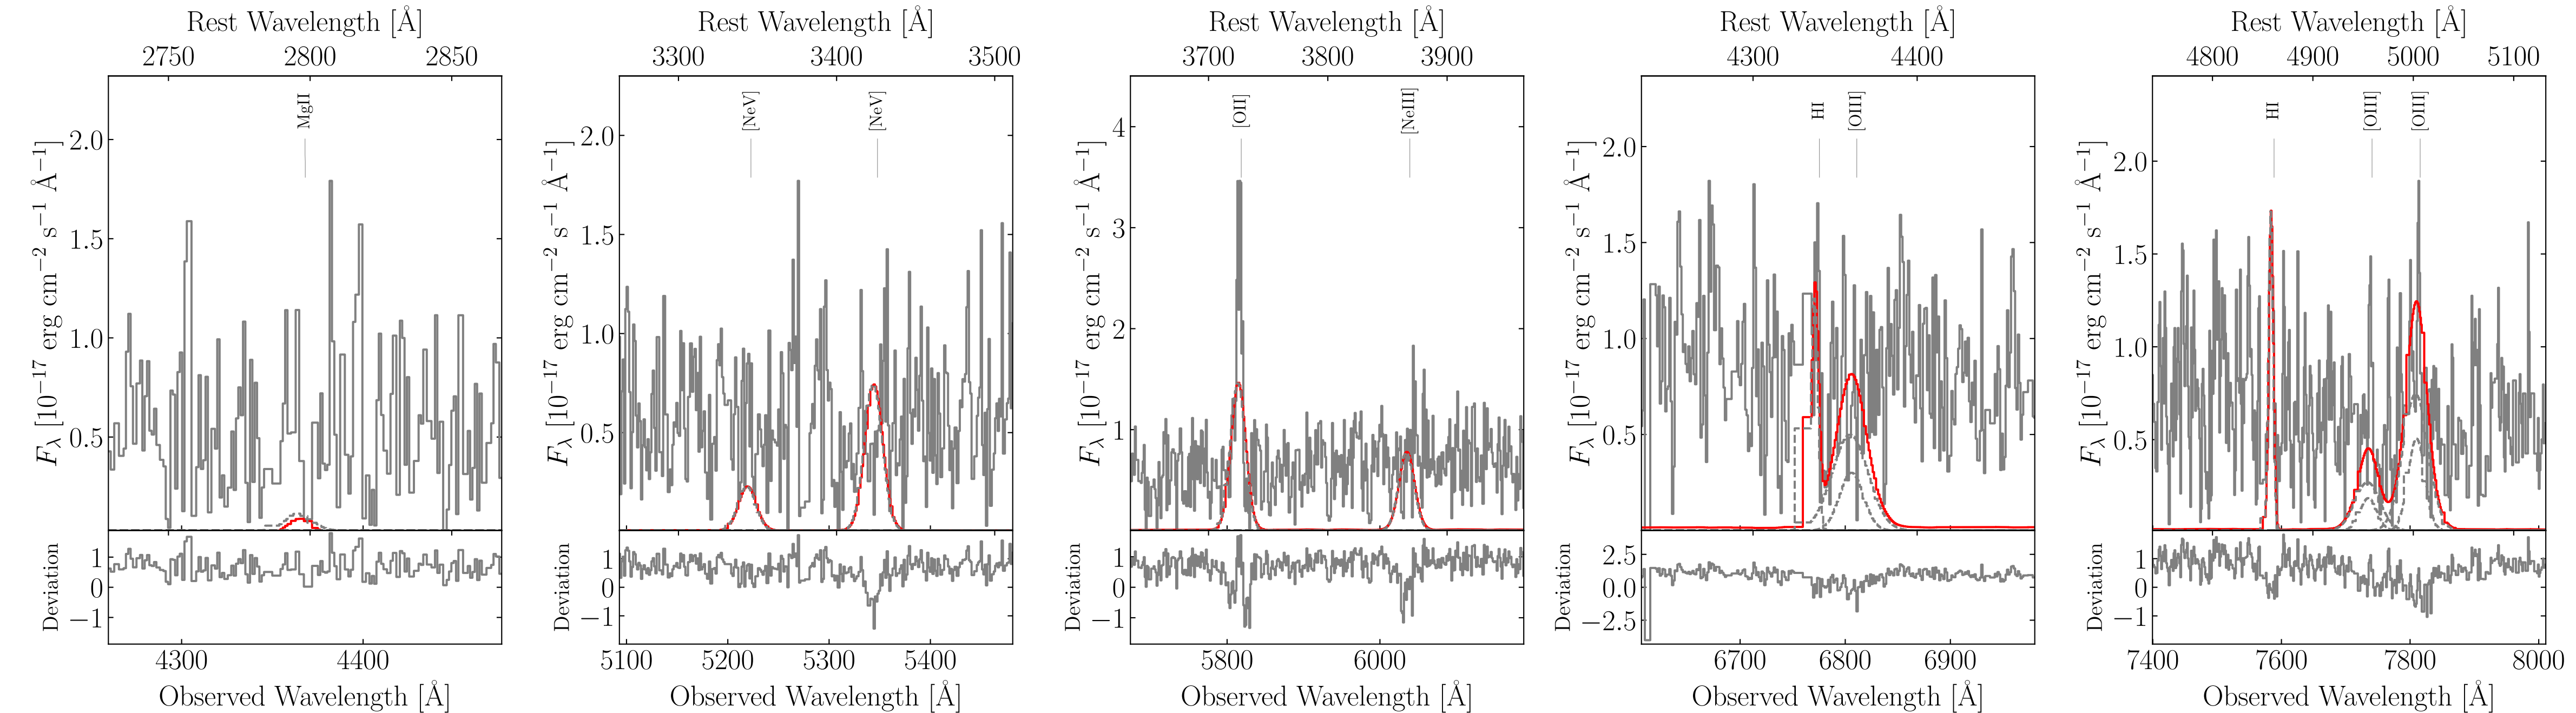 Rest Wavelength [Å]
2750 2800 2850
MgII
F_λ [10^−17 erg cm^−2 s^−1 Å^−1]
2.0
1.5
1.0
0.5
Deviation
1
0
−1
4300 4400
Observed Wavelength [Å]
Rest Wavelength [Å]
3300 3400 3500
[NeV] [NeV]
F_λ [10^−17 erg cm^−2 s^−1 Å^−1]
2.0
1.5
1.0
0.5
Deviation
1
0
−1
5100 5200 5300 5400
Observed Wavelength [Å]
Rest Wavelength [Å]
3700 3800 3900
[OII] [NeIII]
F_λ [10^−17 erg cm^−2 s^−1 Å^−1]
4
3
2
1
Deviation
1
0
−1
5800 6000
Observed Wavelength [Å]
Rest Wavelength [Å]
4300 4400
HI [OIII]
F_λ [10^−17 erg cm^−2 s^−1 Å^−1]
2.0
1.5
1.0
0.5
Deviation
2.5
0.0
−2.5
6700 6800 6900
Observed Wavelength [Å]
Rest Wavelength [Å]
4800 4900 5000 5100
HI [OIII] [OIII]
F_λ [10^−17 erg cm^−2 s^−1 Å^−1]
2.0
1.5
1.0
0.5
Deviation
1
0
−1
7400 7600 7800 8000
Observed Wavelength [Å]